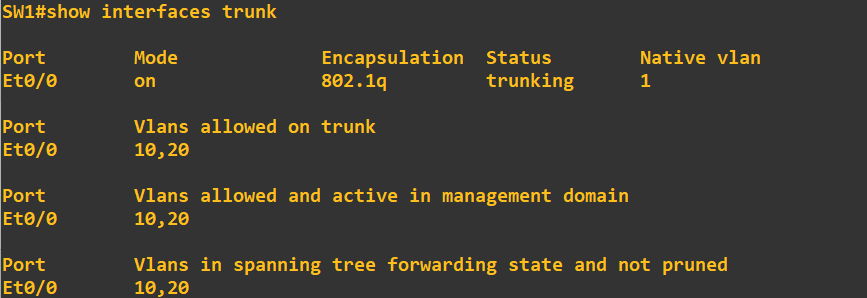 SW1#show interfaces trunk
Port Mode Encapsulation Status Native vlan
Et0/0 on 802.1q trunking 1
Port Vlans allowed on trunk
Et0/0 10,20
Port Vlans allowed and active in management domain
Et0/0 10,20
Port Vlans in spanning tree forwarding state and not pruned
Et0/0 10,20